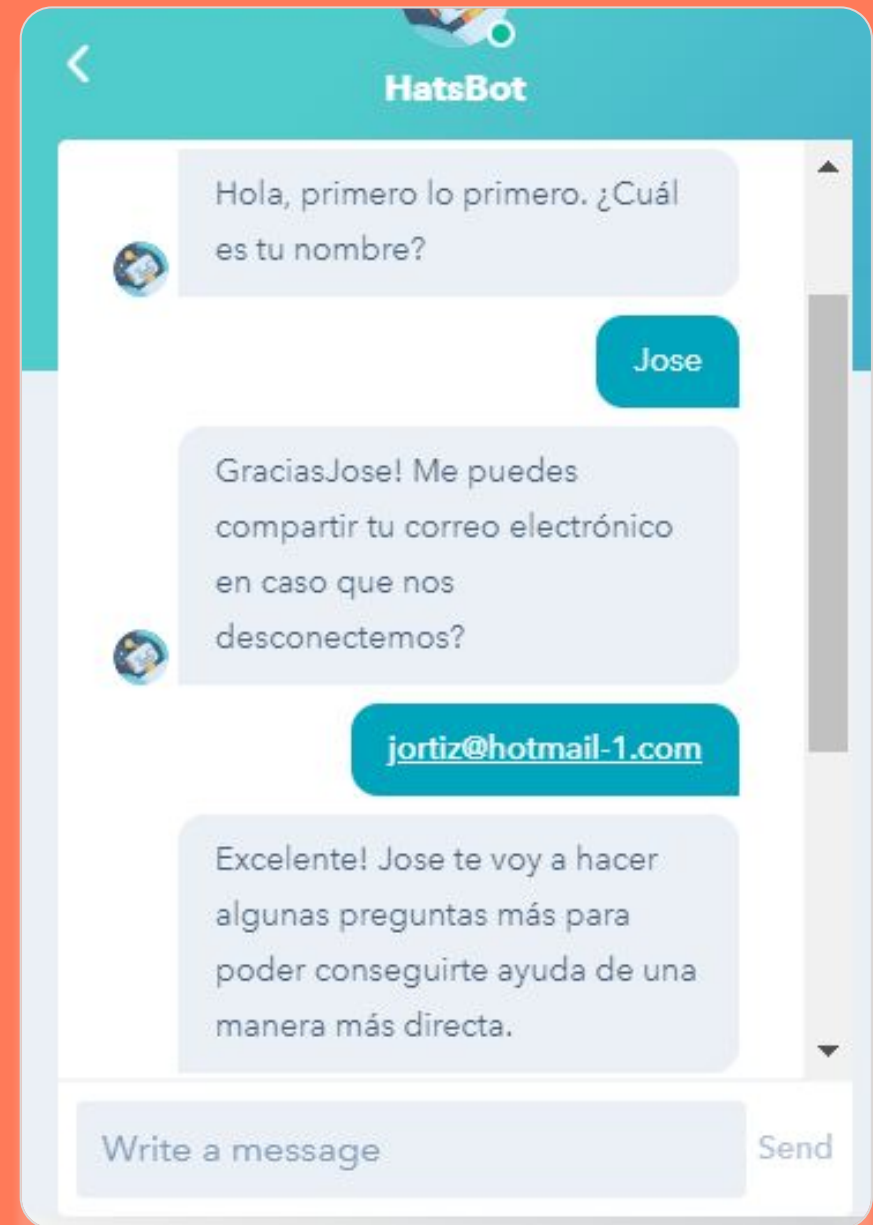 HatsBot
Hola, primero lo primero. ¿Cuál
es tu nombre?
Jose
GraciasJose! Me puedes
compartir tu correo electrónico
en caso que nos
desconectemos?
jortiz@hotmail-1.com
Excelente! Jose te voy a hacer
algunas preguntas más para
poder conseguirte ayuda de una
manera más directa.
Write a message
Send